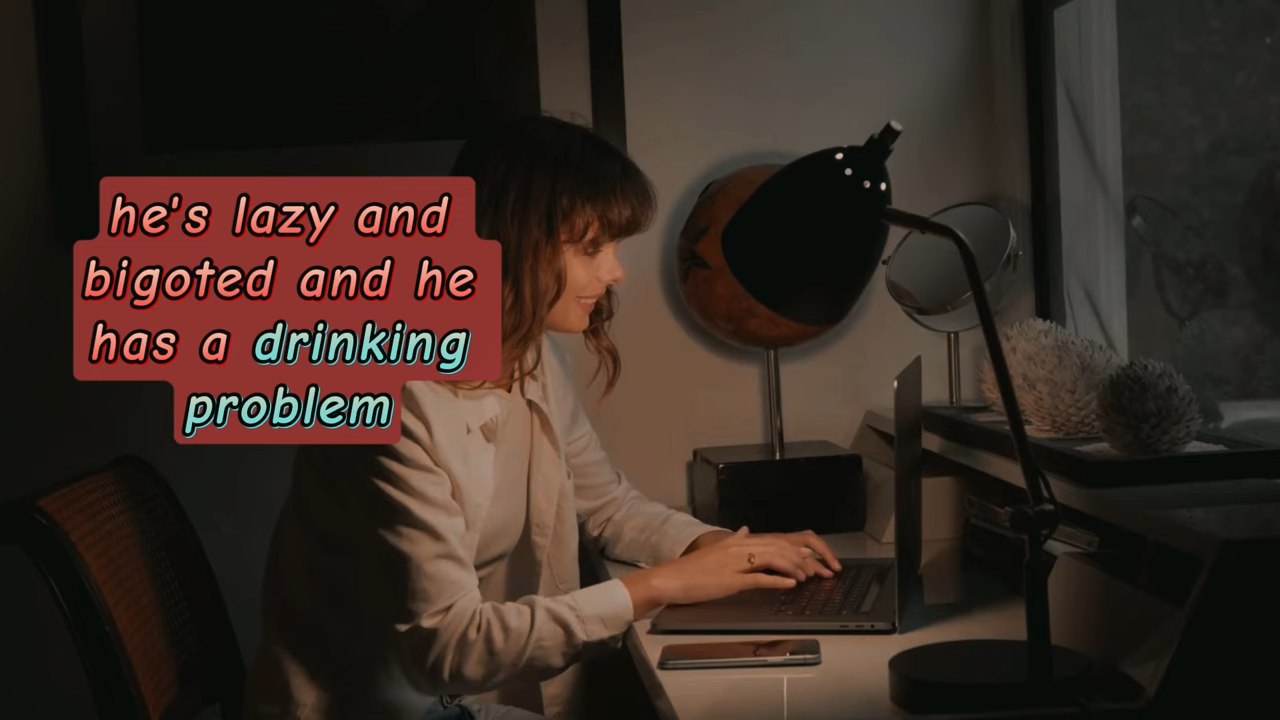 he's lazy and
bigoted and he
has a drinking
problem